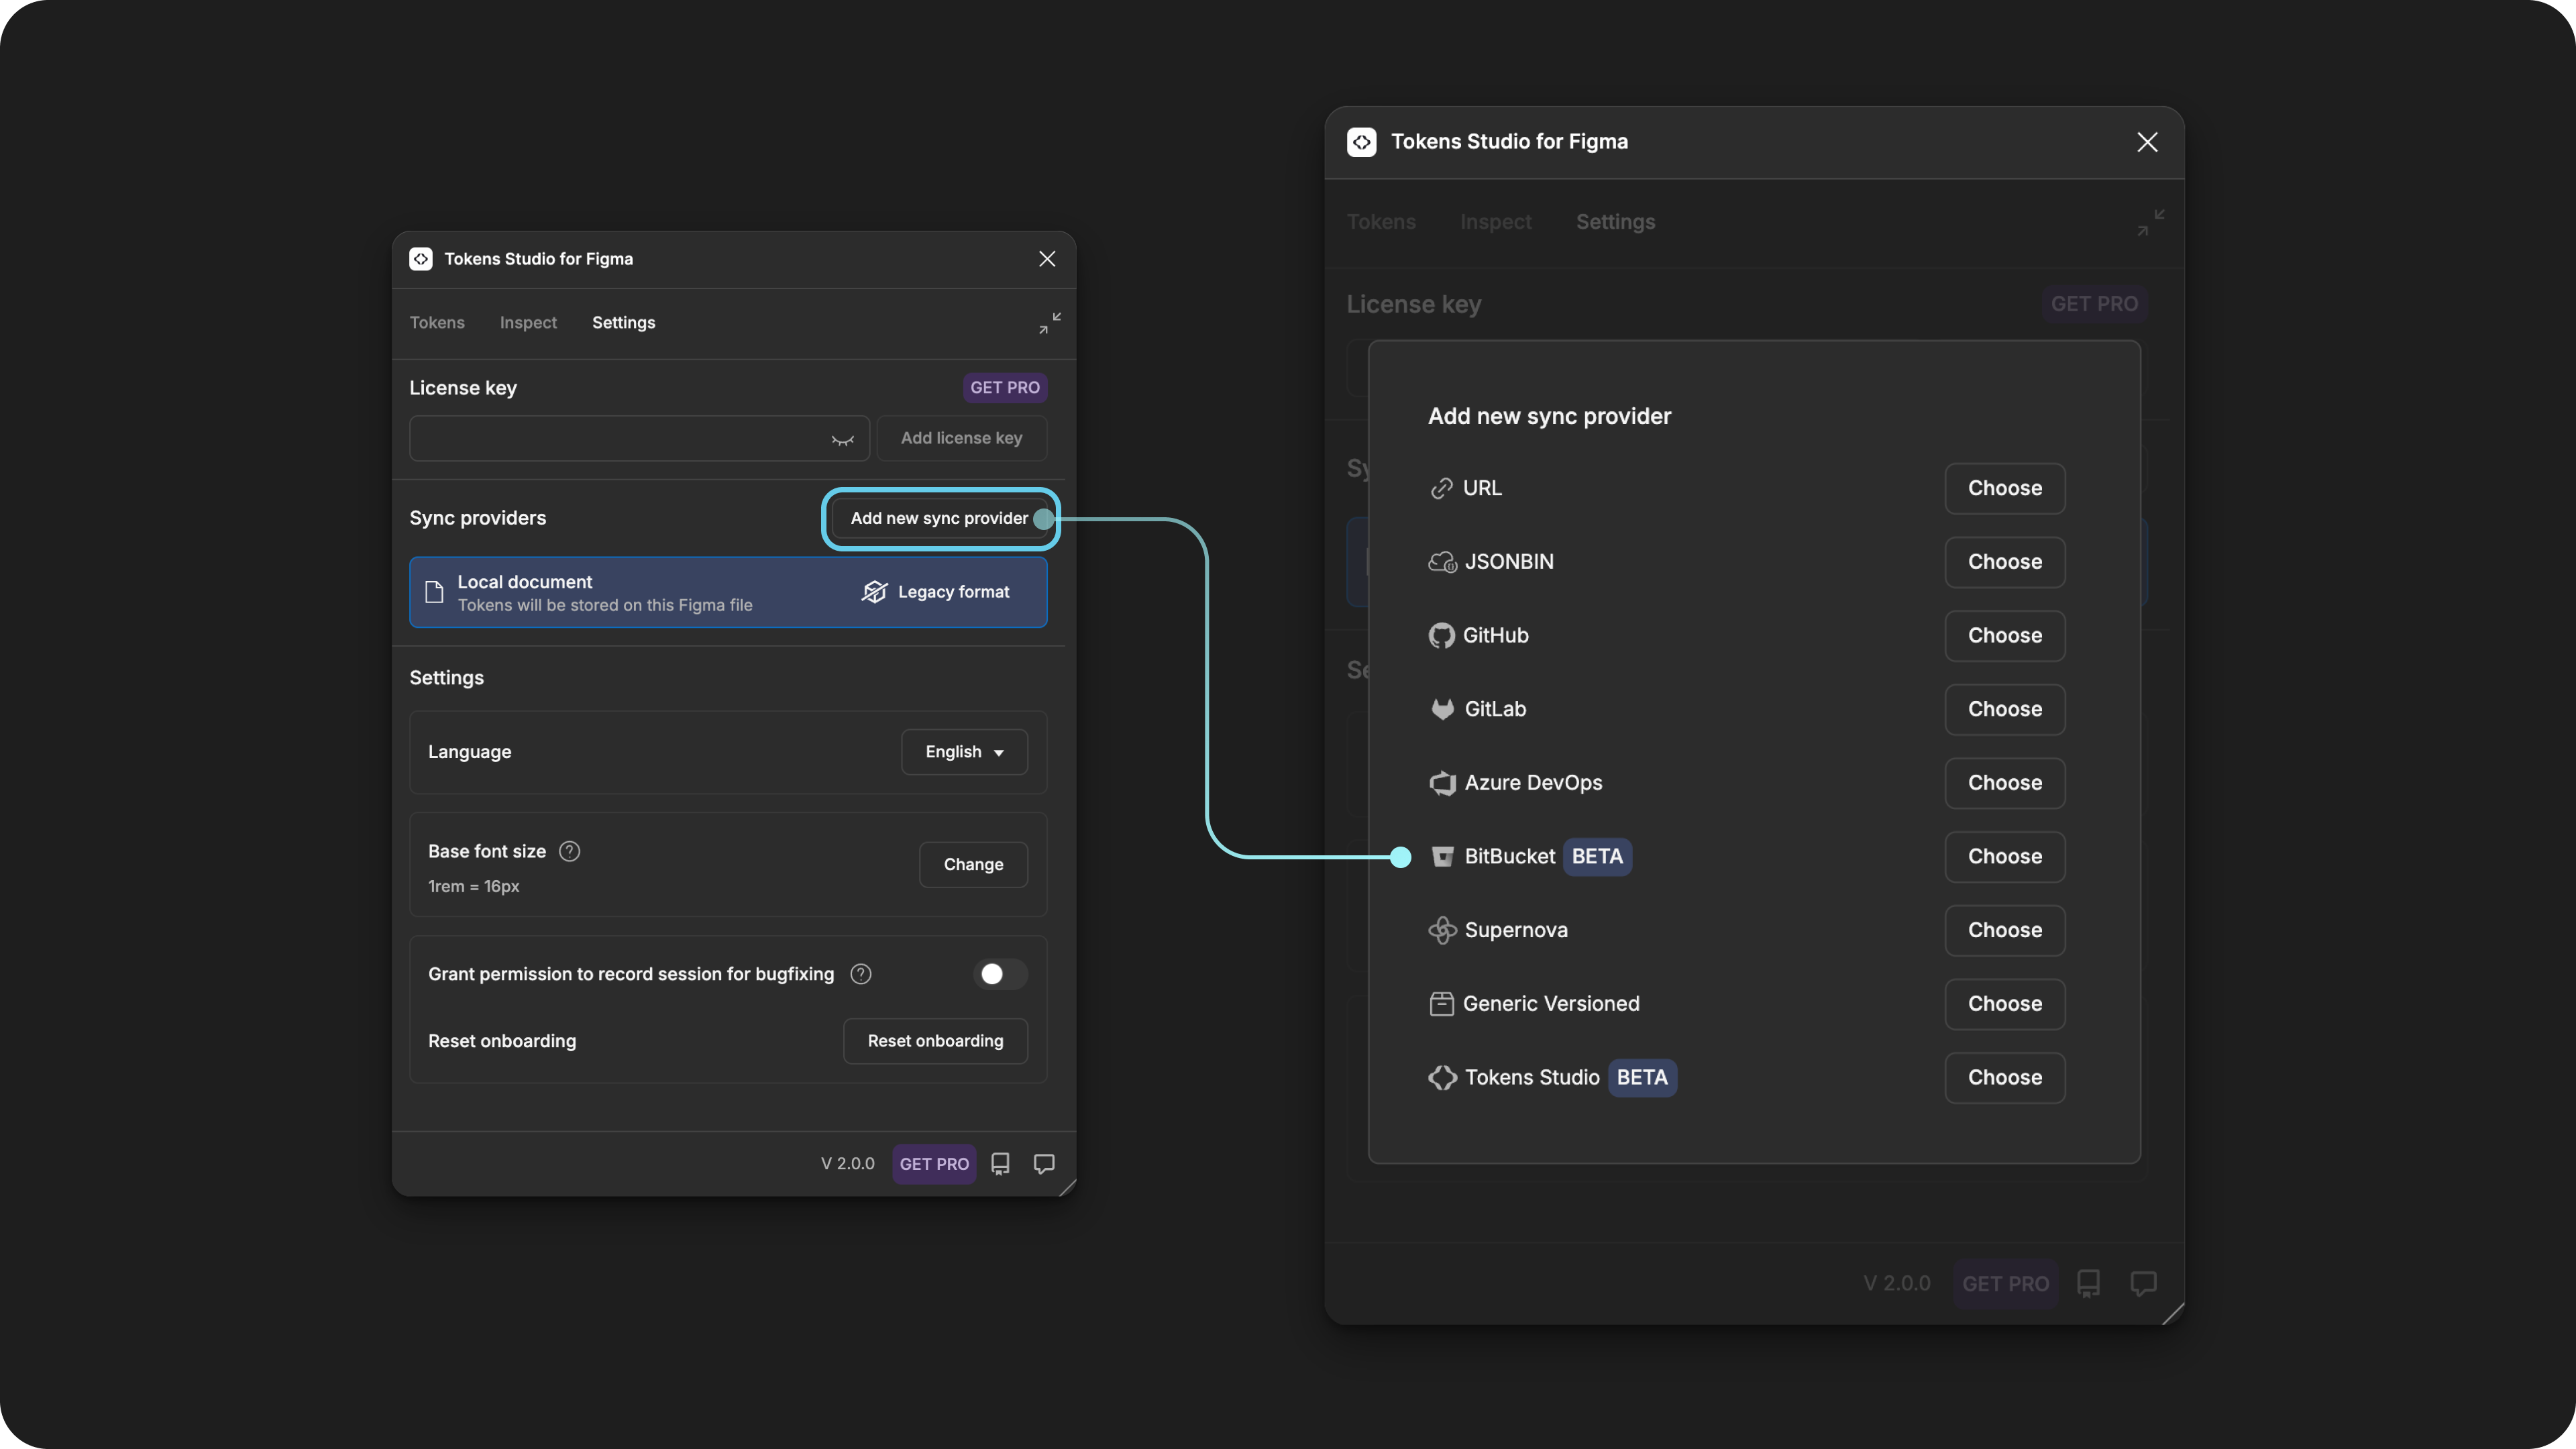 Tokens Studio for Figma
Tokens Inspect Settings
License key GET PRO
Add license key
Sync providers Add new sync provider
Local document
Tokens will be stored on this Figma file
Legacy format
Settings
Language English
Base font size
1rem = 16px
Change
Grant permission to record session for bugfixing
Reset onboarding Reset onboarding
V 2.0.0 GET PRO
Tokens Studio for Figma
Tokens Inspect Settings
License key GET PRO
Sy
Se
Add new sync provider
URL Choose
JSONBIN Choose
GitHub Choose
GitLab Choose
Azure DevOps Choose
BitBucket BETA Choose
Supernova Choose
Generic Versioned Choose
Tokens Studio BETA Choose
V 2.0.0 GET PRO